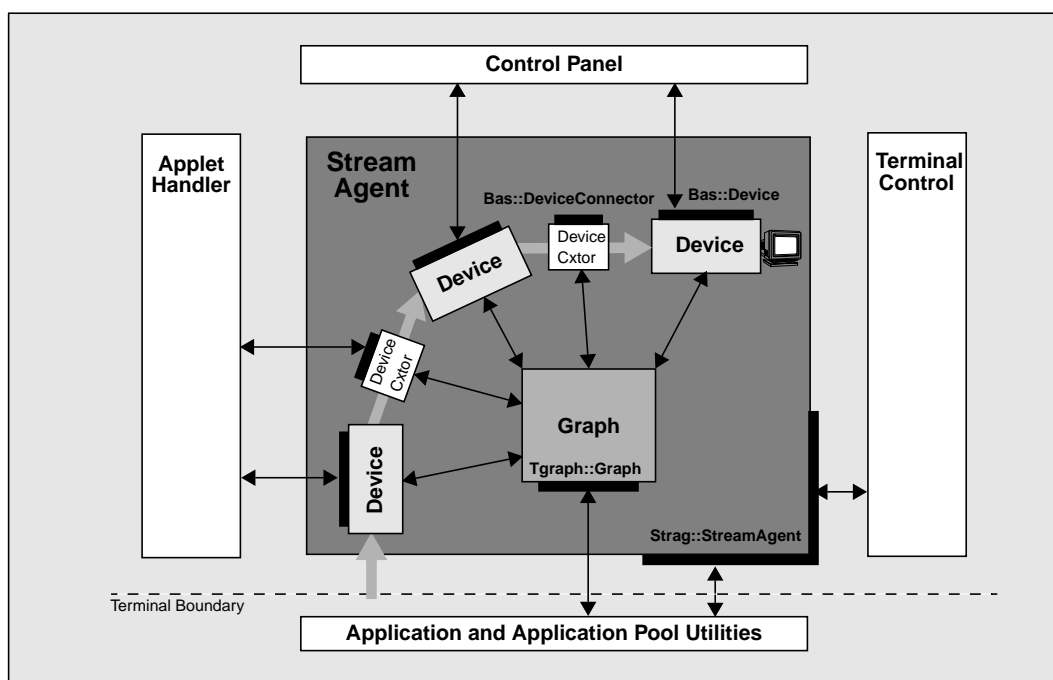 Control Panel
Applet
Handler
Stream
Agent
Terminal
Control
Bas::DeviceConnector
Bas::Device
Device
Cxtor
Device
Device
Device
Cxtor
Graph
Device
Tgraph::Graph
Strag::StreamAgent
Terminal Boundary
Application and Application Pool Utilities